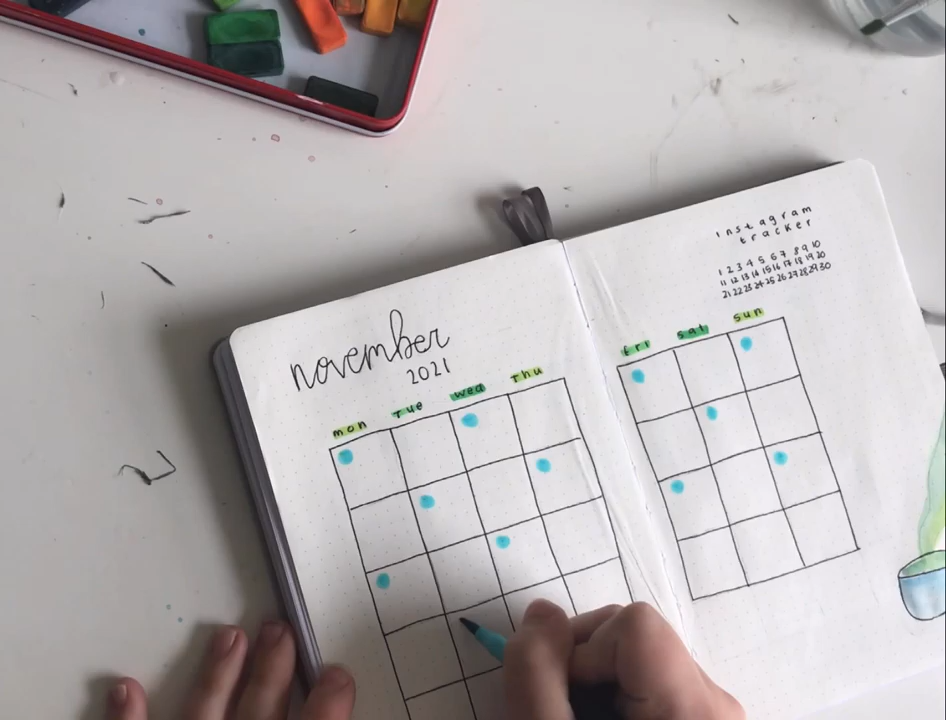 november
2021
mon Tue wed Thu
fri sat sun
instagram
tracker
1 2 3 4 5 6 7 8 9 10
11 12 13 14 15 16 17 18 19 20
21 22 23 24 25 26 27 28 29 30